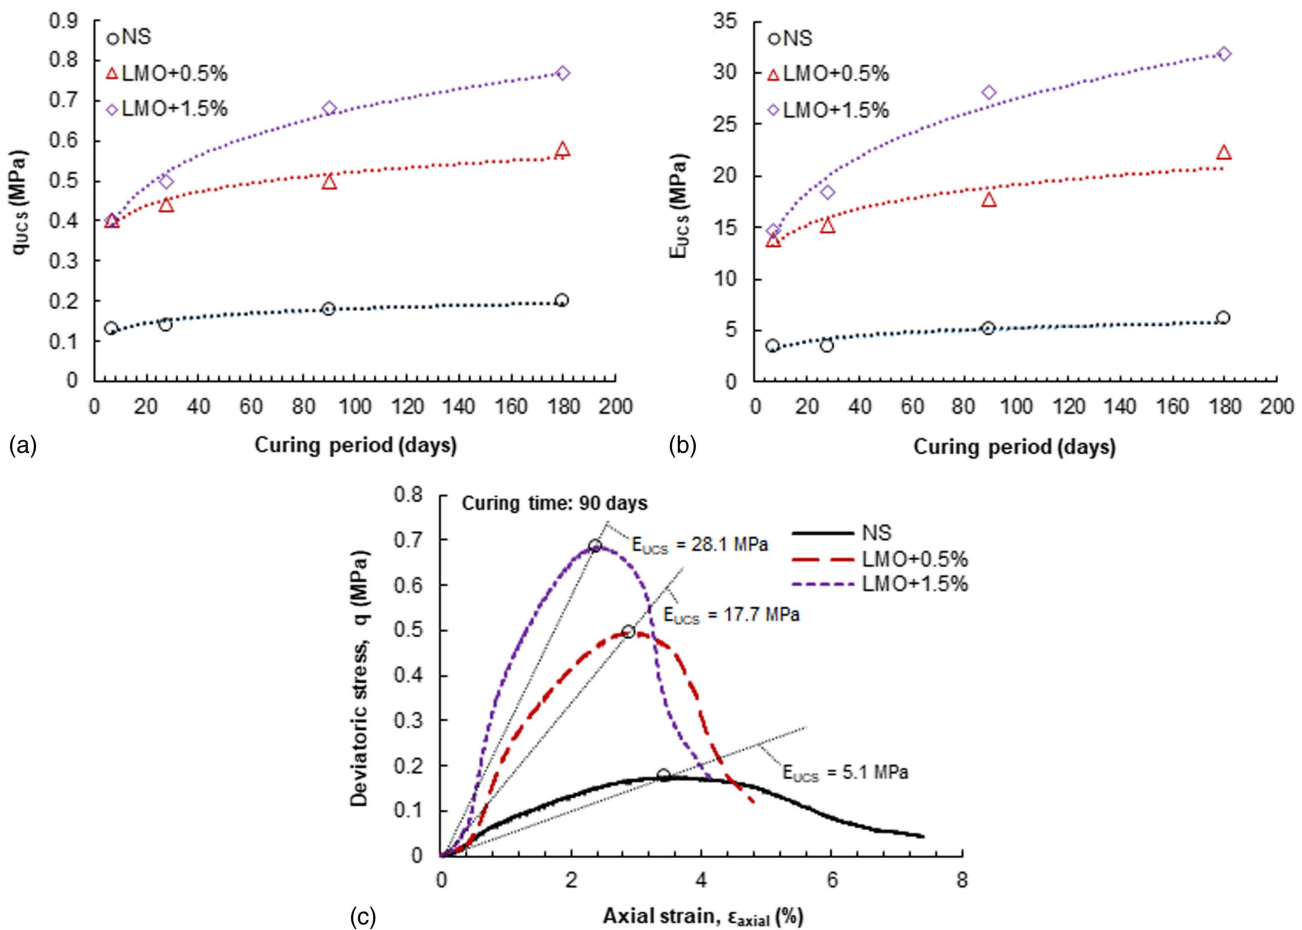 0.9
0.8
0.7
0.6
0.5
0.4
0.3
0.2
0.1
0
q_UCS (MPa)
NS
LMO+0.5%
LMO+1.5%
0 20 40 60 80 100 120 140 160 180 200
Curing period (days)
(a)
35
30
25
20
15
10
5
0
E_UCS (MPa)
NS
LMO+0.5%
LMO+1.5%
0 20 40 60 80 100 120 140 160 180 200
Curing period (days)
(b)
0.8
0.7
0.6
0.5
0.4
0.3
0.2
0.1
0
Deviatoric stress, q (MPa)
Curing time: 90 days
E_UCS = 28.1 MPa
E_UCS = 17.7 MPa
E_UCS = 5.1 MPa
NS
LMO+0.5%
LMO+1.5%
0 2 4 6 8
Axial strain, ε_axial (%)
(c)